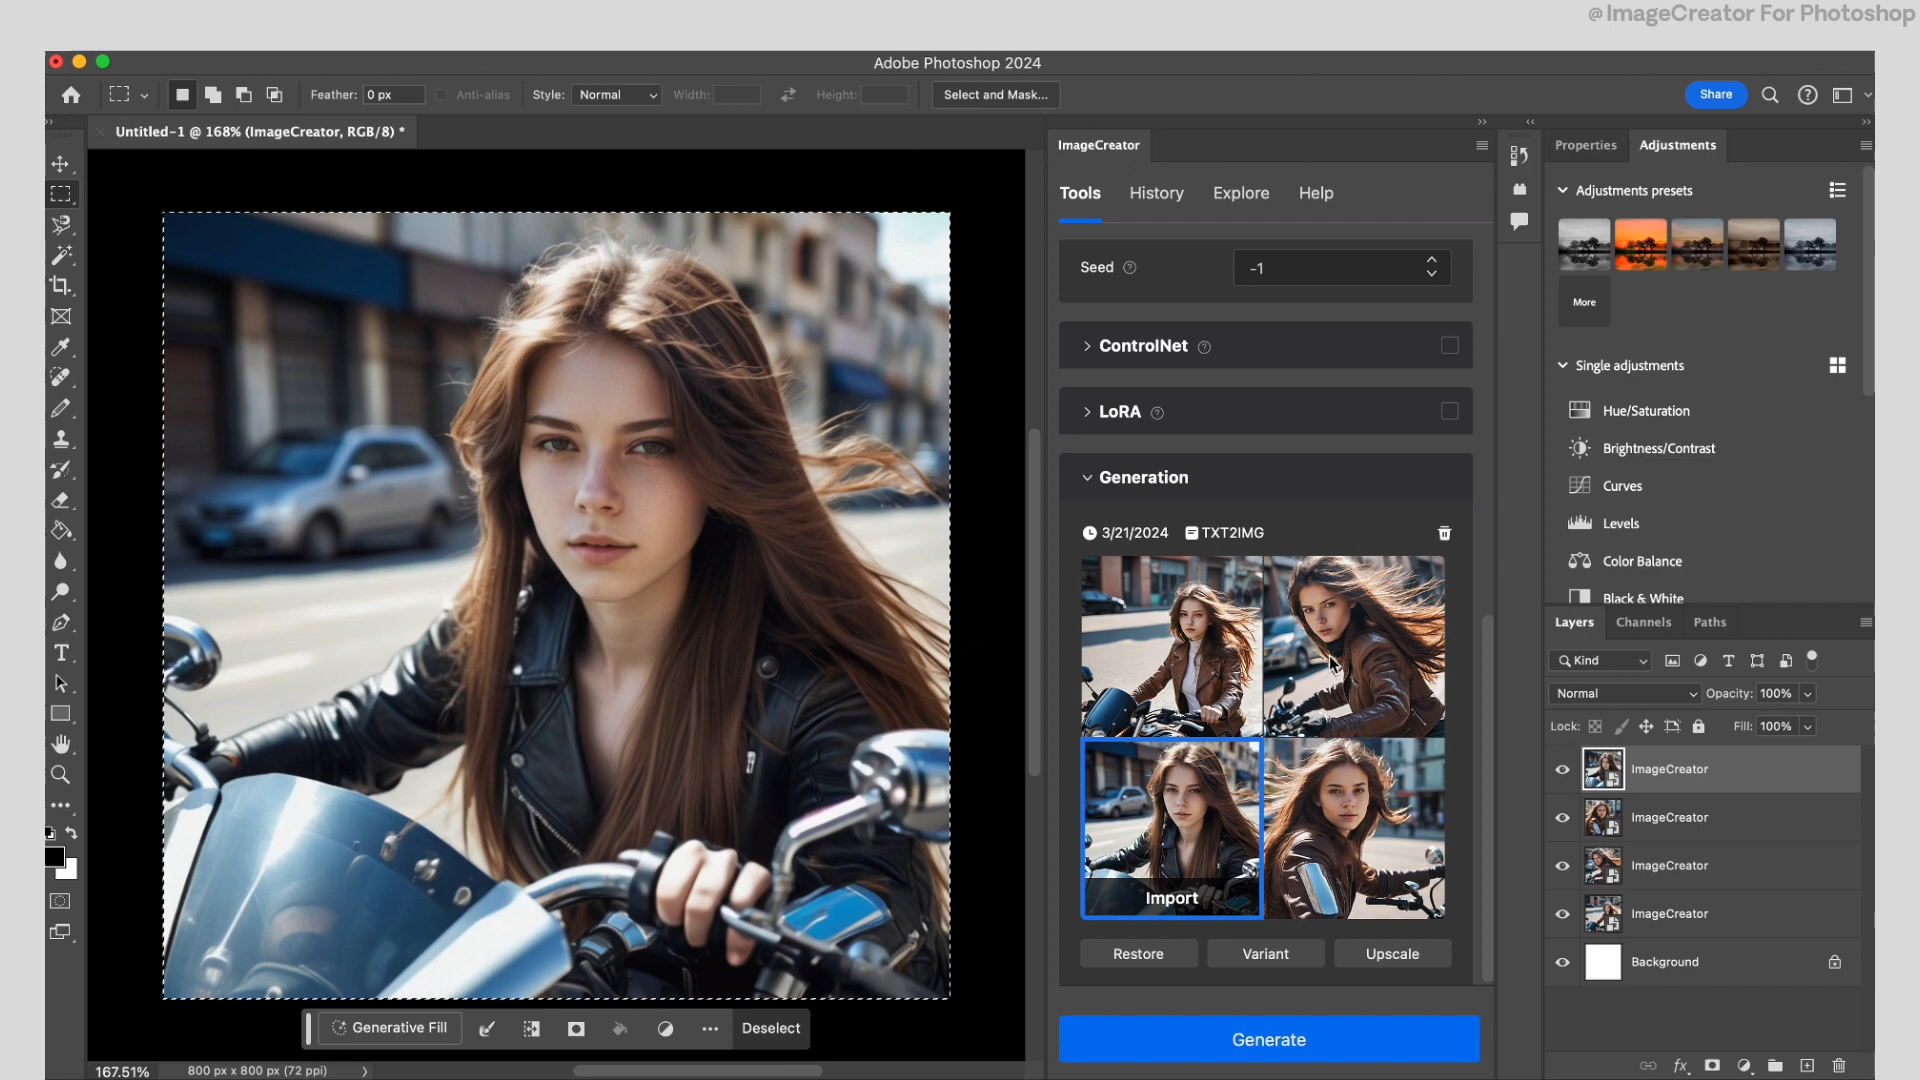 @ImageCreator For Photoshop
Adobe Photoshop 2024
Feather: 0 px Anti-alias Style: Normal Width: Height: Select and Mask... Share
Untitled-1 @ 168% (ImageCreator, RGB/8) *
ImageCreator
Tools History Explore Help
Seed -1
ControlNet
LoRA
Generation
3/21/2024 TXT2IMG
Import
Restore Variant Upscale
Generate
Generative Fill Deselect
167.51% 800 px x 800 px (72 ppi)
Properties Adjustments
Adjustments presets
More
Single adjustments
Hue/Saturation
Brightness/Contrast
Curves
Levels
Color Balance
Black & White
Layers Channels Paths
Kind
Normal Opacity: 100%
Lock: Fill: 100%
ImageCreator
ImageCreator
ImageCreator
ImageCreator
Background